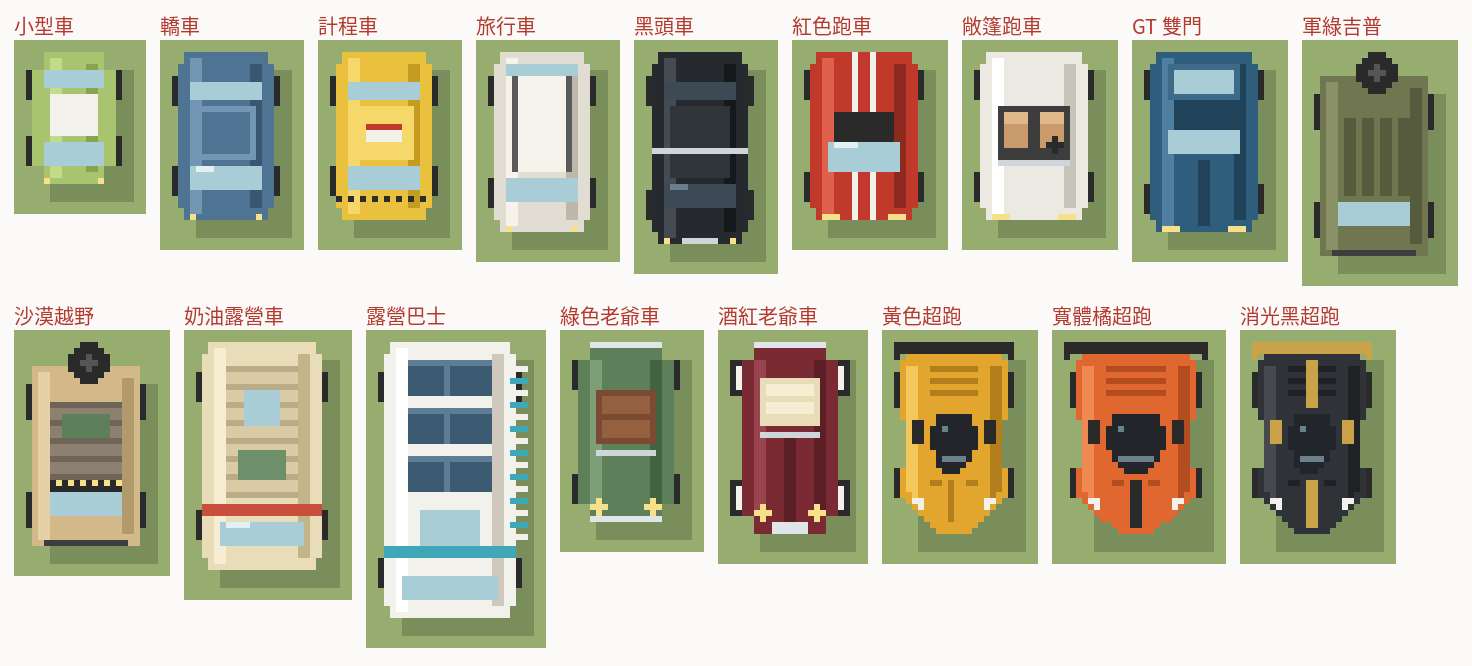 小型車
轎車
計程車
旅行車
黑頭車
紅色跑車
敞篷跑車
GT 雙門
軍綠吉普
沙漠越野
奶油露營車
露營巴士
綠色老爺車
酒紅老爺車
黃色超跑
寬體橘超跑
消光黑超跑